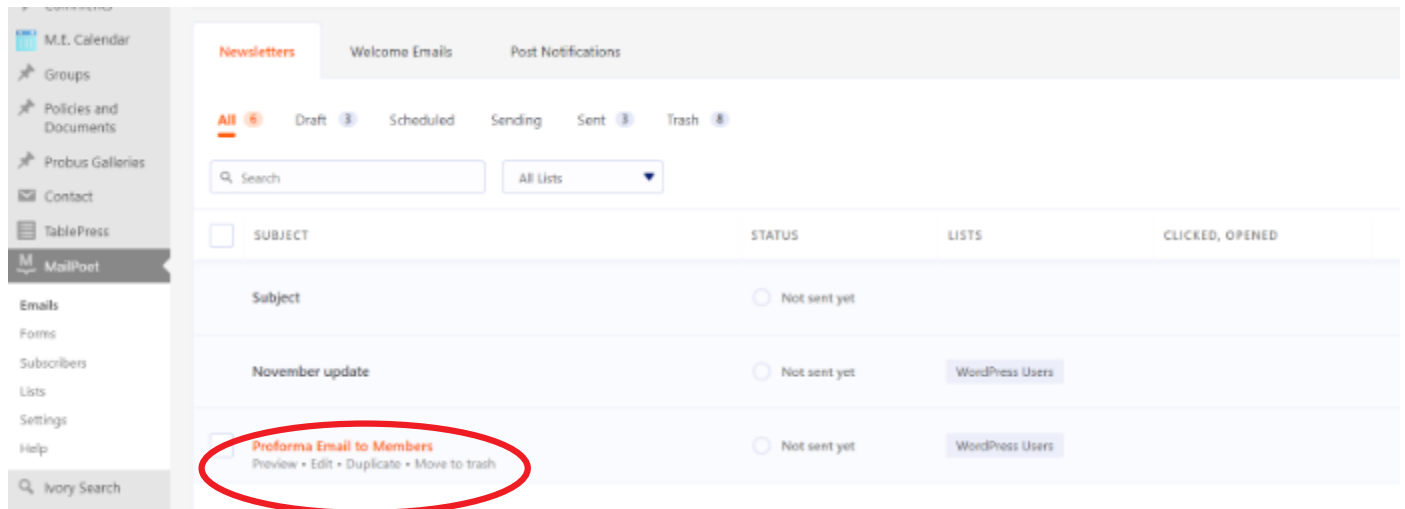 Comments
M.E. Calendar
Groups
Policies and
Documents
Probus Galleries
Contact
TablePress
MailPoet
Emails
Forms
Subscribers
Lists
Settings
Help
Ivory Search
Newsletters Welcome Emails Post Notifications
All 6 Draft 3 Scheduled Sending Sent 3 Trash 8
Search All Lists
SUBJECT STATUS LISTS CLICKED, OPENED
Subject Not sent yet
November update Not sent yet WordPress Users
Proforma Email to Members Not sent yet WordPress Users
Preview • Edit • Duplicate • Move to trash